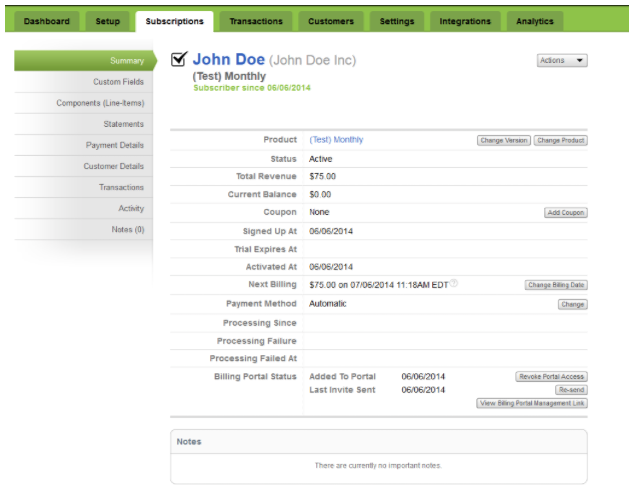 Dashboard Setup Subscriptions Transactions Customers Settings Integrations Analytics
Summary
Custom Fields
Components (Line-Items)
Statements
Payment Details
Customer Details
Transactions
Activity
Notes (0)
John Doe (John Doe Inc)
Actions
(Test) Monthly
Subscriber since 06/06/2014
Product (Test) Monthly Change Version Change Product
Status Active
Total Revenue $75.00
Current Balance $0.00
Coupon None Add Coupon
Signed Up At 06/06/2014
Trial Expires At
Activated At 06/06/2014
Next Billing $75.00 on 07/06/2014 11:18AM EDT ? Change Billing Date
Payment Method Automatic Change
Processing Since
Processing Failure
Processing Failed At
Billing Portal Status Added To Portal 06/06/2014 Revoke Portal Access
Last Invite Sent 06/06/2014 Re-send
View Billing Portal Management Link
Notes
There are currently no important notes.